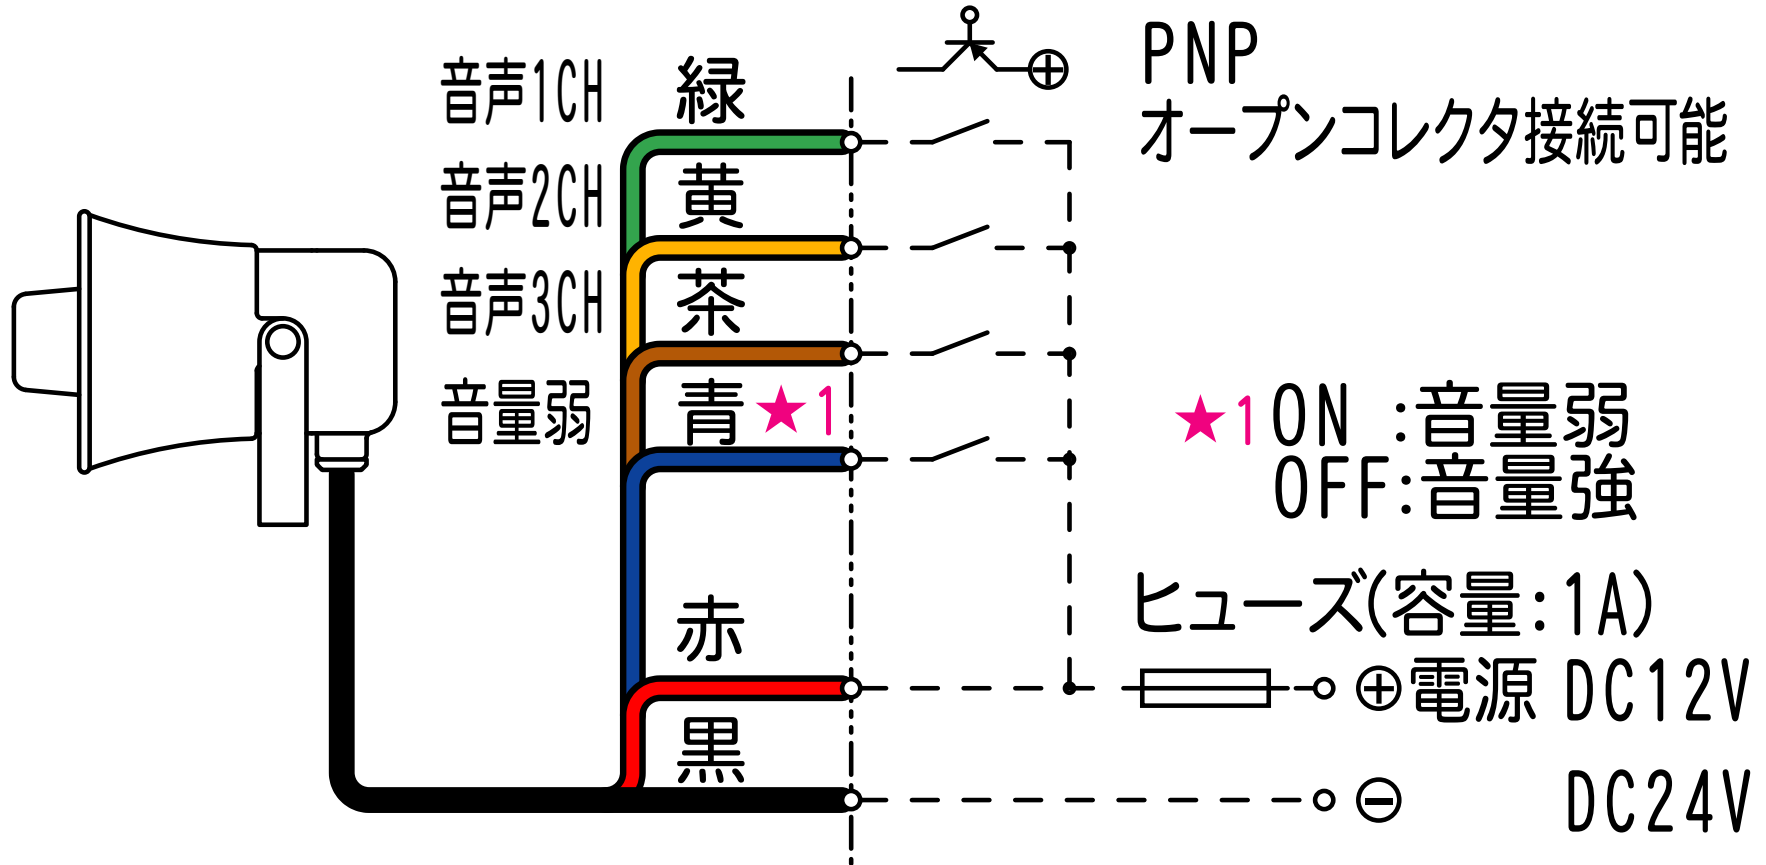 PNP
音声1CH 緑
オープンコレクタ接続可能
音声2CH 黄
音声3CH 茶
音量弱 青 ★1
★1 ON :音量弱
OFF:音量強
ヒューズ(容量:1A)
赤
⊕電源 DC12V
黒
⊖ DC24V